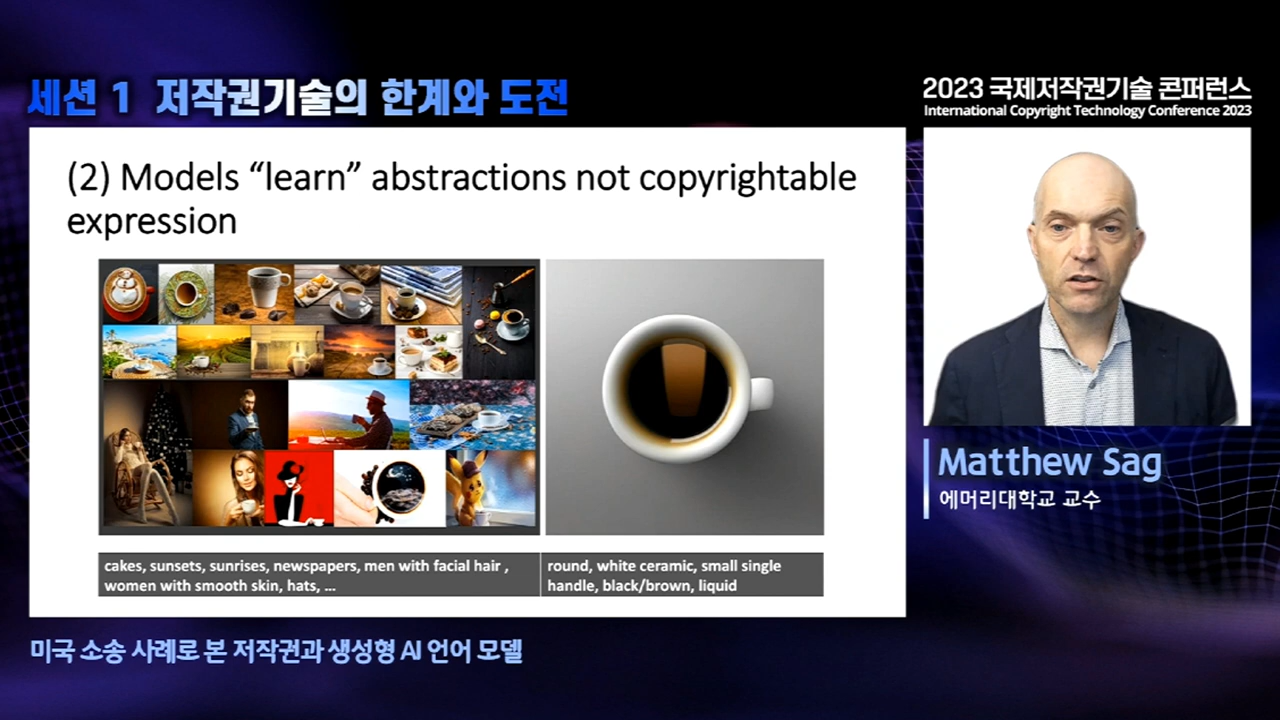 세션 1 저작권기술의 한계와 도전
2023 국제저작권기술 콘퍼런스
International Copyright Technology Conference 2023
(2) Models “learn” abstractions not copyrightable
expression
cakes, sunsets, sunrises, newspapers, men with facial hair ,
women with smooth skin, hats, ...
round, white ceramic, small single
handle, black/brown, liquid
Matthew Sag
에머리대학교 교수
미국 소송 사례로 본 저작권과 생성형 AI 언어 모델